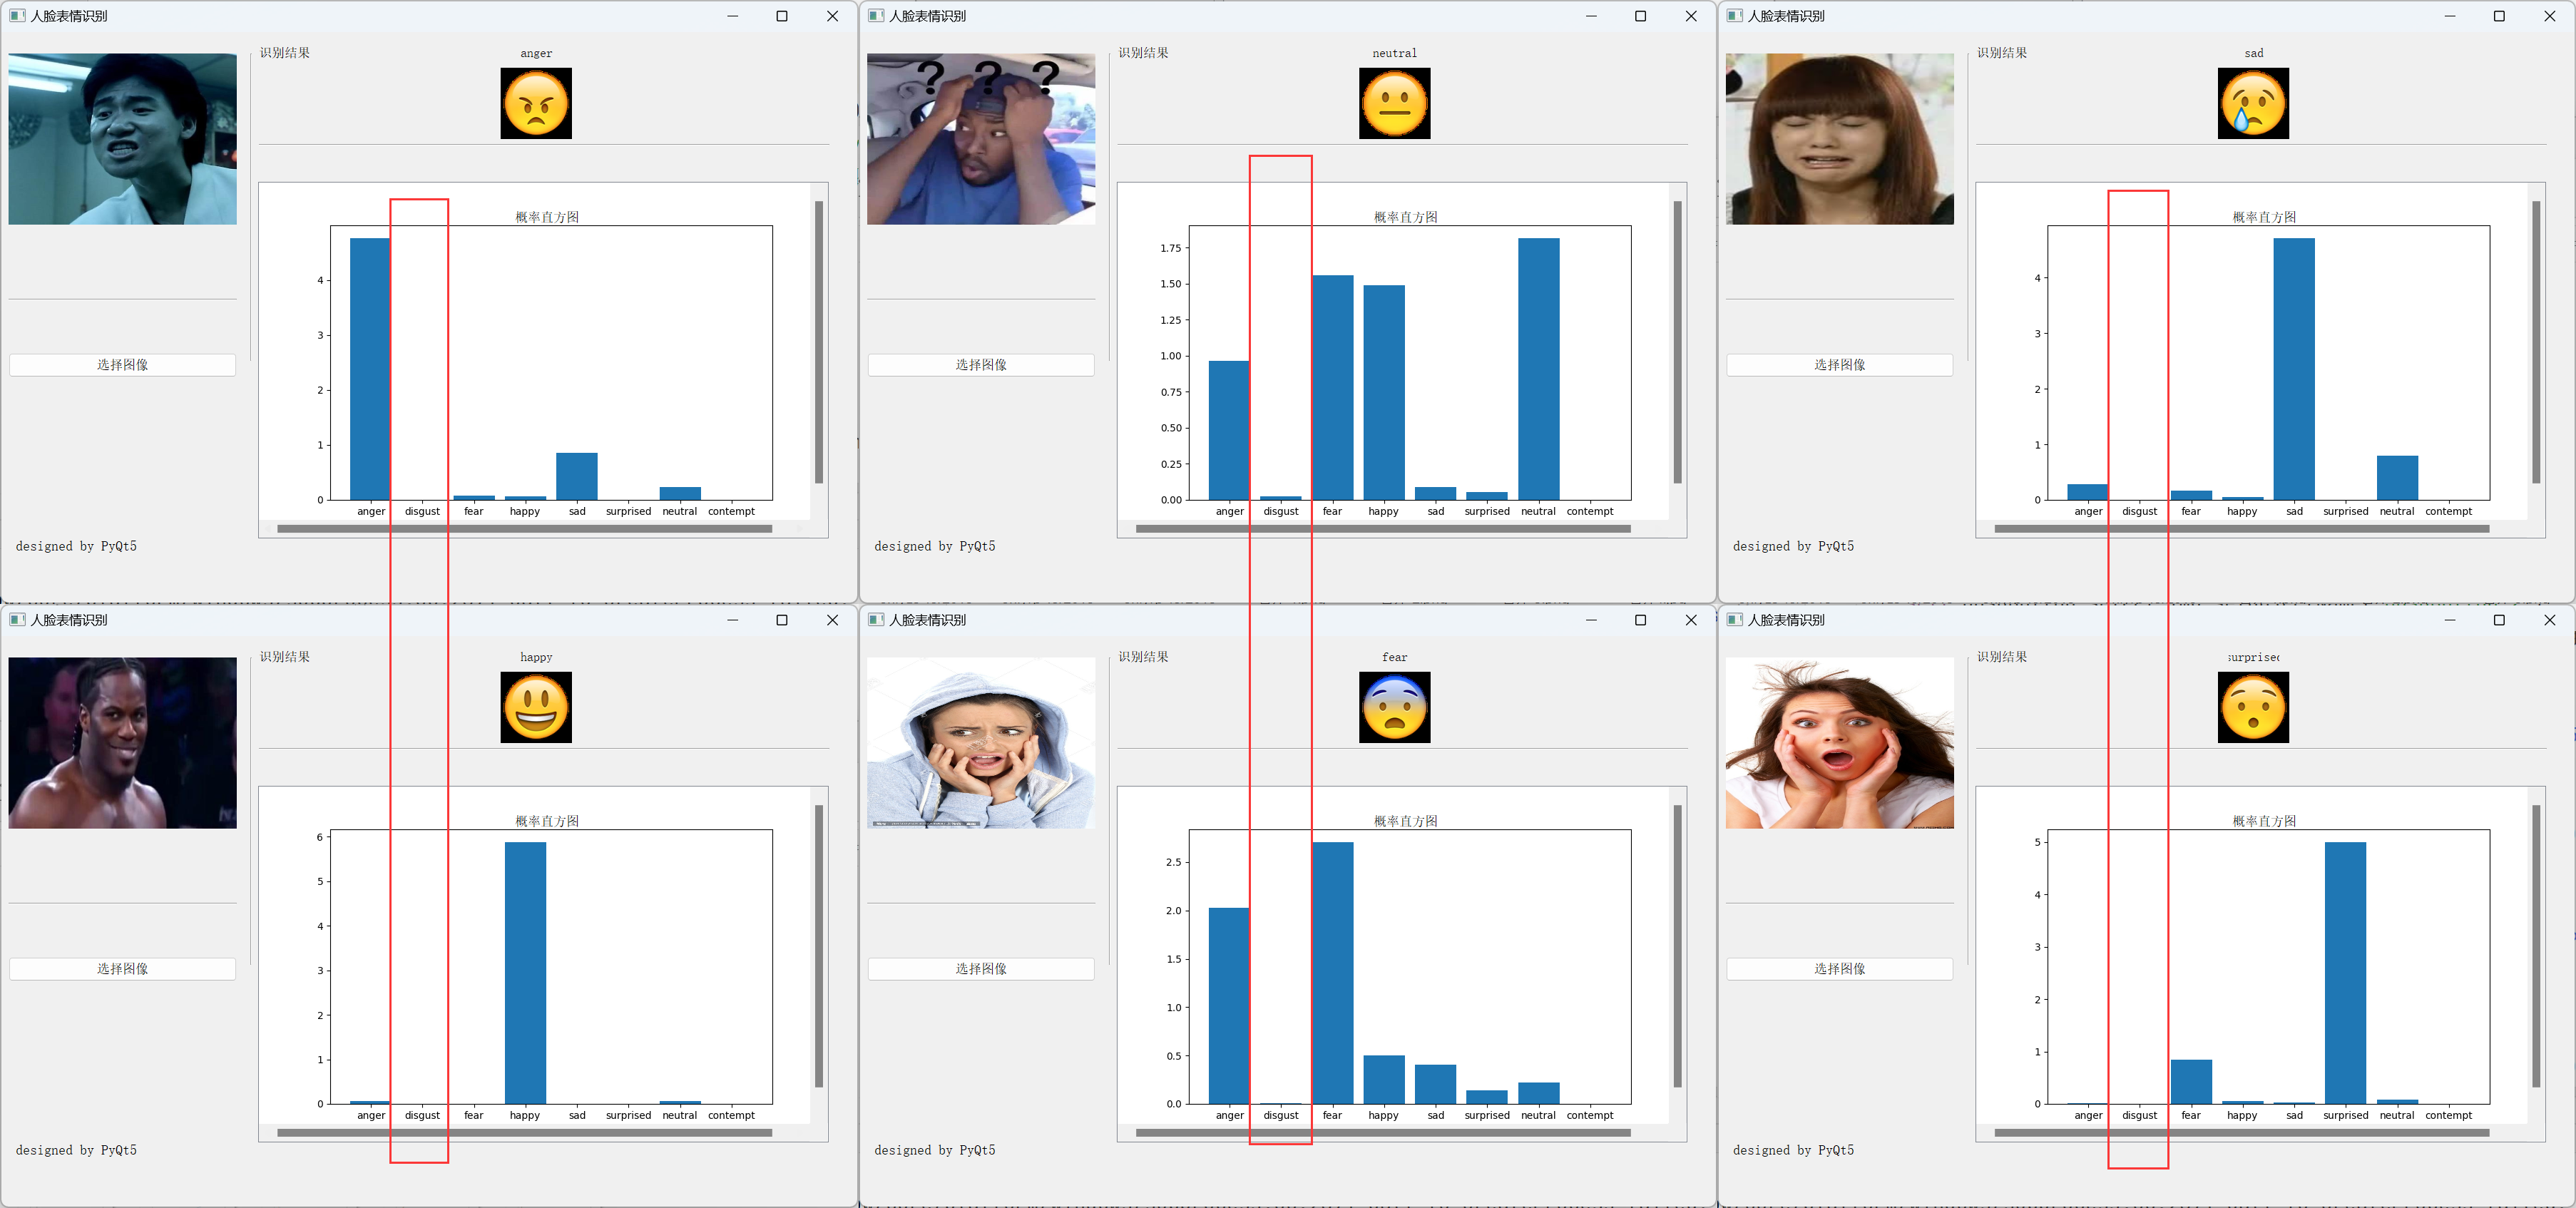 人脸表情识别
识别结果
anger
概率直方图
4
3
2
1
0
anger disgust fear happy sad surprised neutral contempt
选择图像
designed by PyQt5
人脸表情识别
? ? ?
识别结果
neutral
概率直方图
1.75
1.50
1.25
1.00
0.75
0.50
0.25
0.00
anger disgust fear happy sad surprised neutral contempt
选择图像
designed by PyQt5
人脸表情识别
识别结果
sad
概率直方图
4
3
2
1
0
anger disgust fear happy sad surprised neutral contempt
选择图像
designed by PyQt5
人脸表情识别
识别结果
happy
概率直方图
6
5
4
3
2
1
0
anger disgust fear happy sad surprised neutral contempt
选择图像
designed by PyQt5
人脸表情识别
识别结果
fear
概率直方图
2.5
2.0
1.5
1.0
0.5
0.0
anger disgust fear happy sad surprised neutral contempt
选择图像
designed by PyQt5
人脸表情识别
识别结果
surprised
概率直方图
5
4
3
2
1
0
anger disgust fear happy sad surprised neutral contempt
选择图像
designed by PyQt5